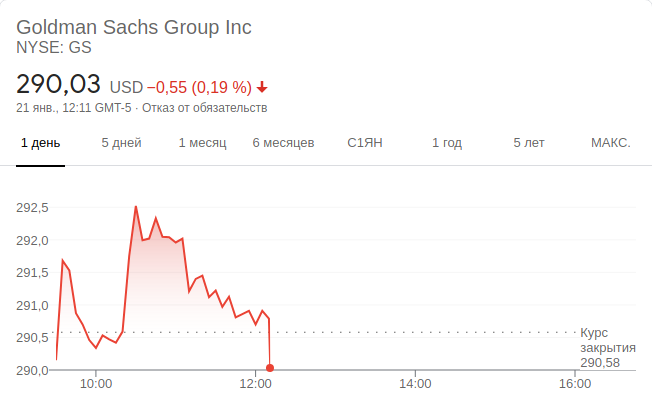 Goldman Sachs Group Inc
NYSE: GS
290,03 USD −0,55 (0,19 %)
21 янв., 12:11 GMT-5 · Отказ от обязательств
1 день 5 дней 1 месяц 6 месяцев С1ЯН 1 год 5 лет МАКС.
292,5
292,0
291,5
291,0
290,5
290,0
Курс
закрытия
290,58
10:00 12:00 14:00 16:00